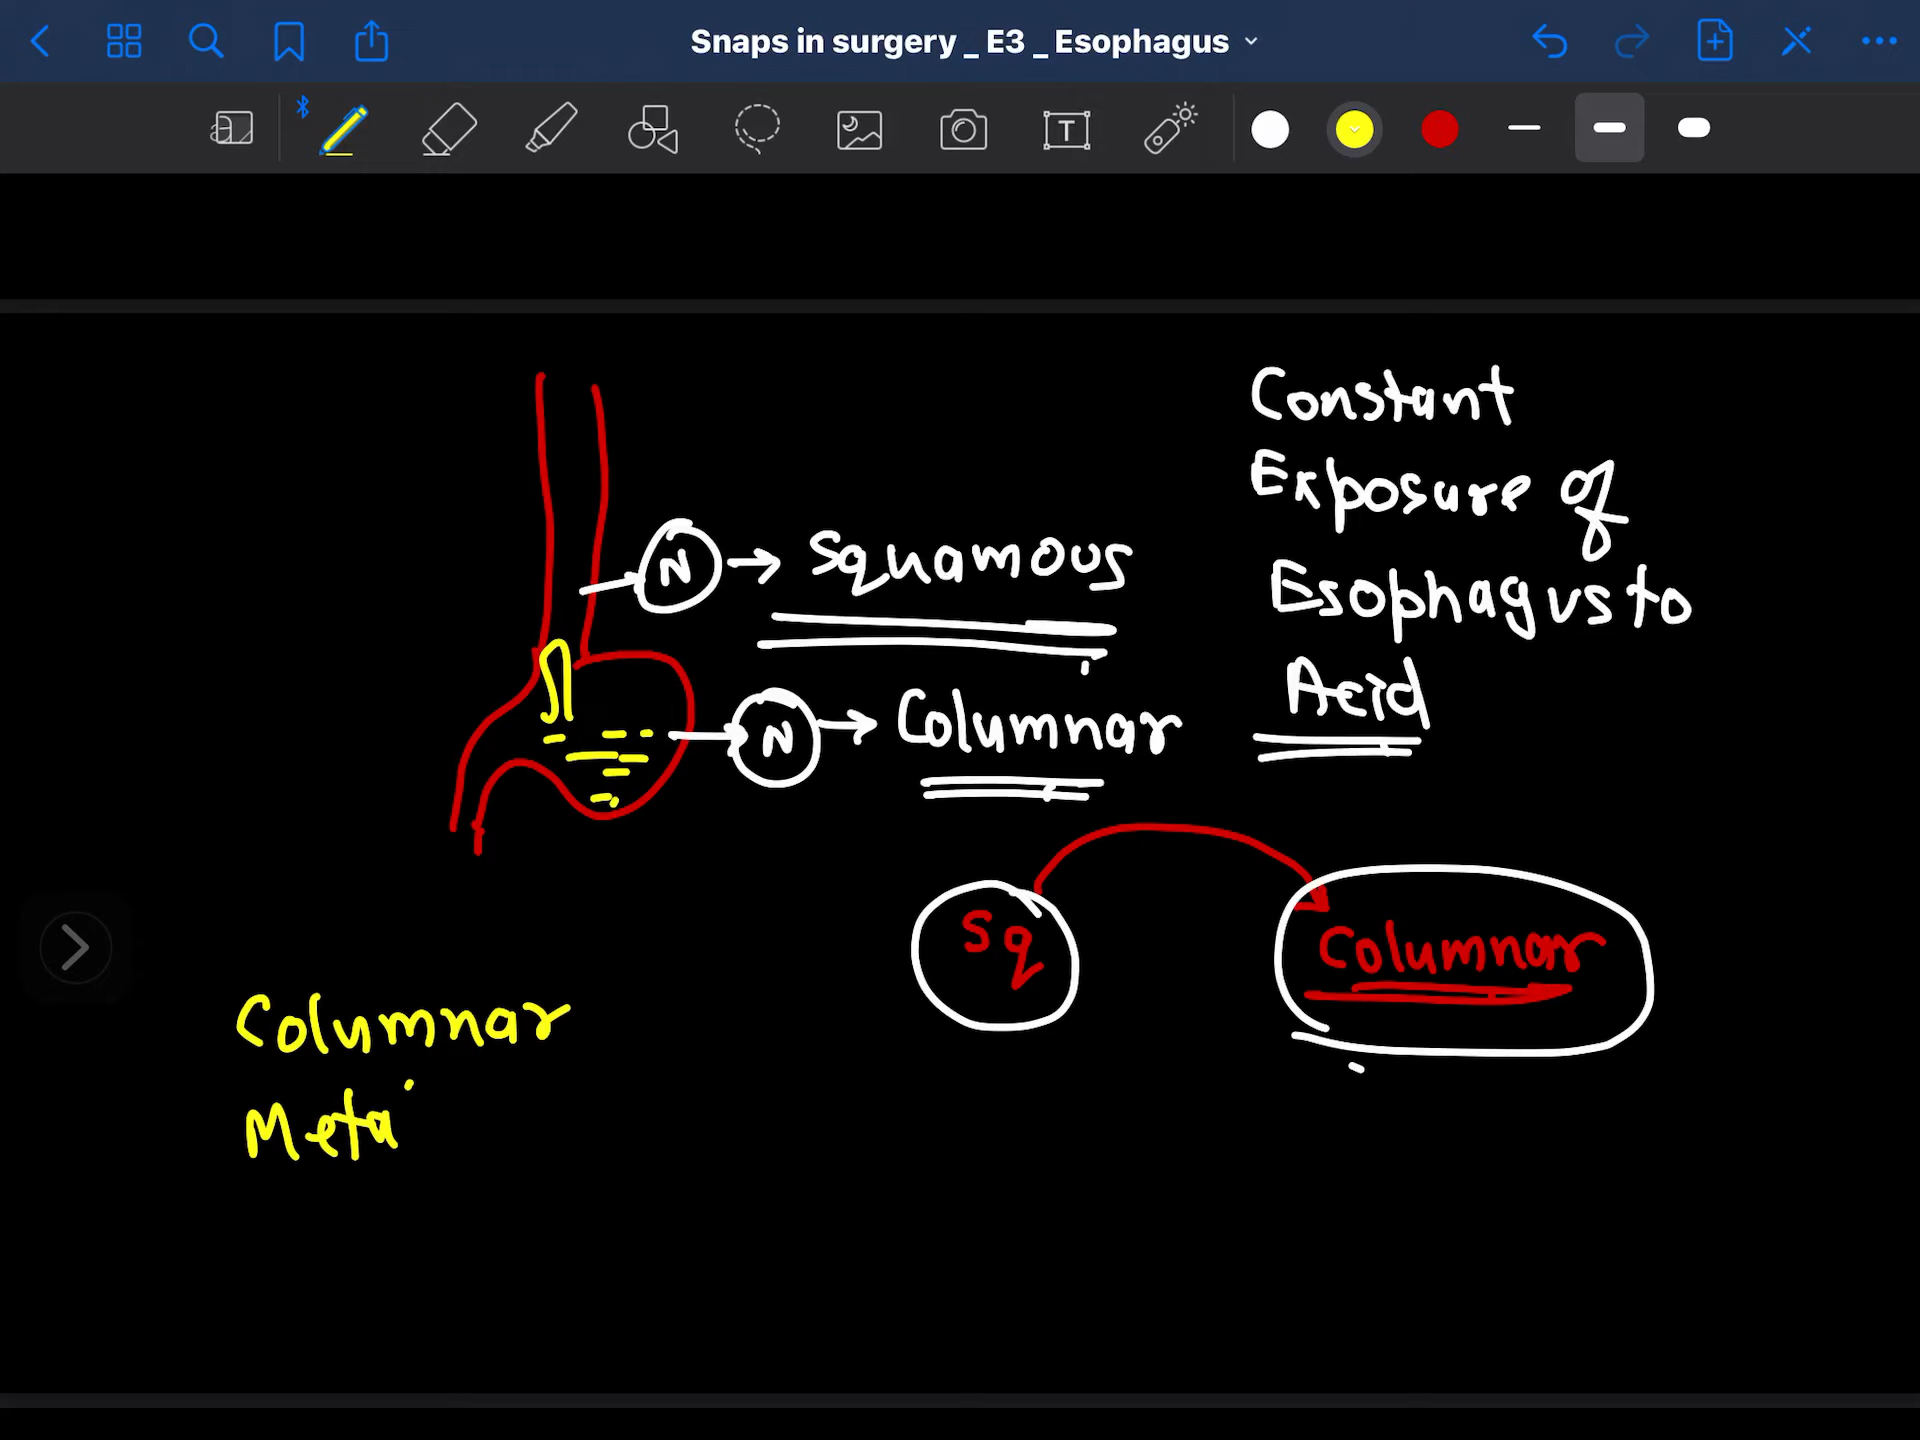 Snaps in surgery _ E3 _ Esophagus
T
Constant
Exposure of
Esophagus to
Acid
N → Squamous
N → Columnar
Sq
Columnar
Columnar
Meta